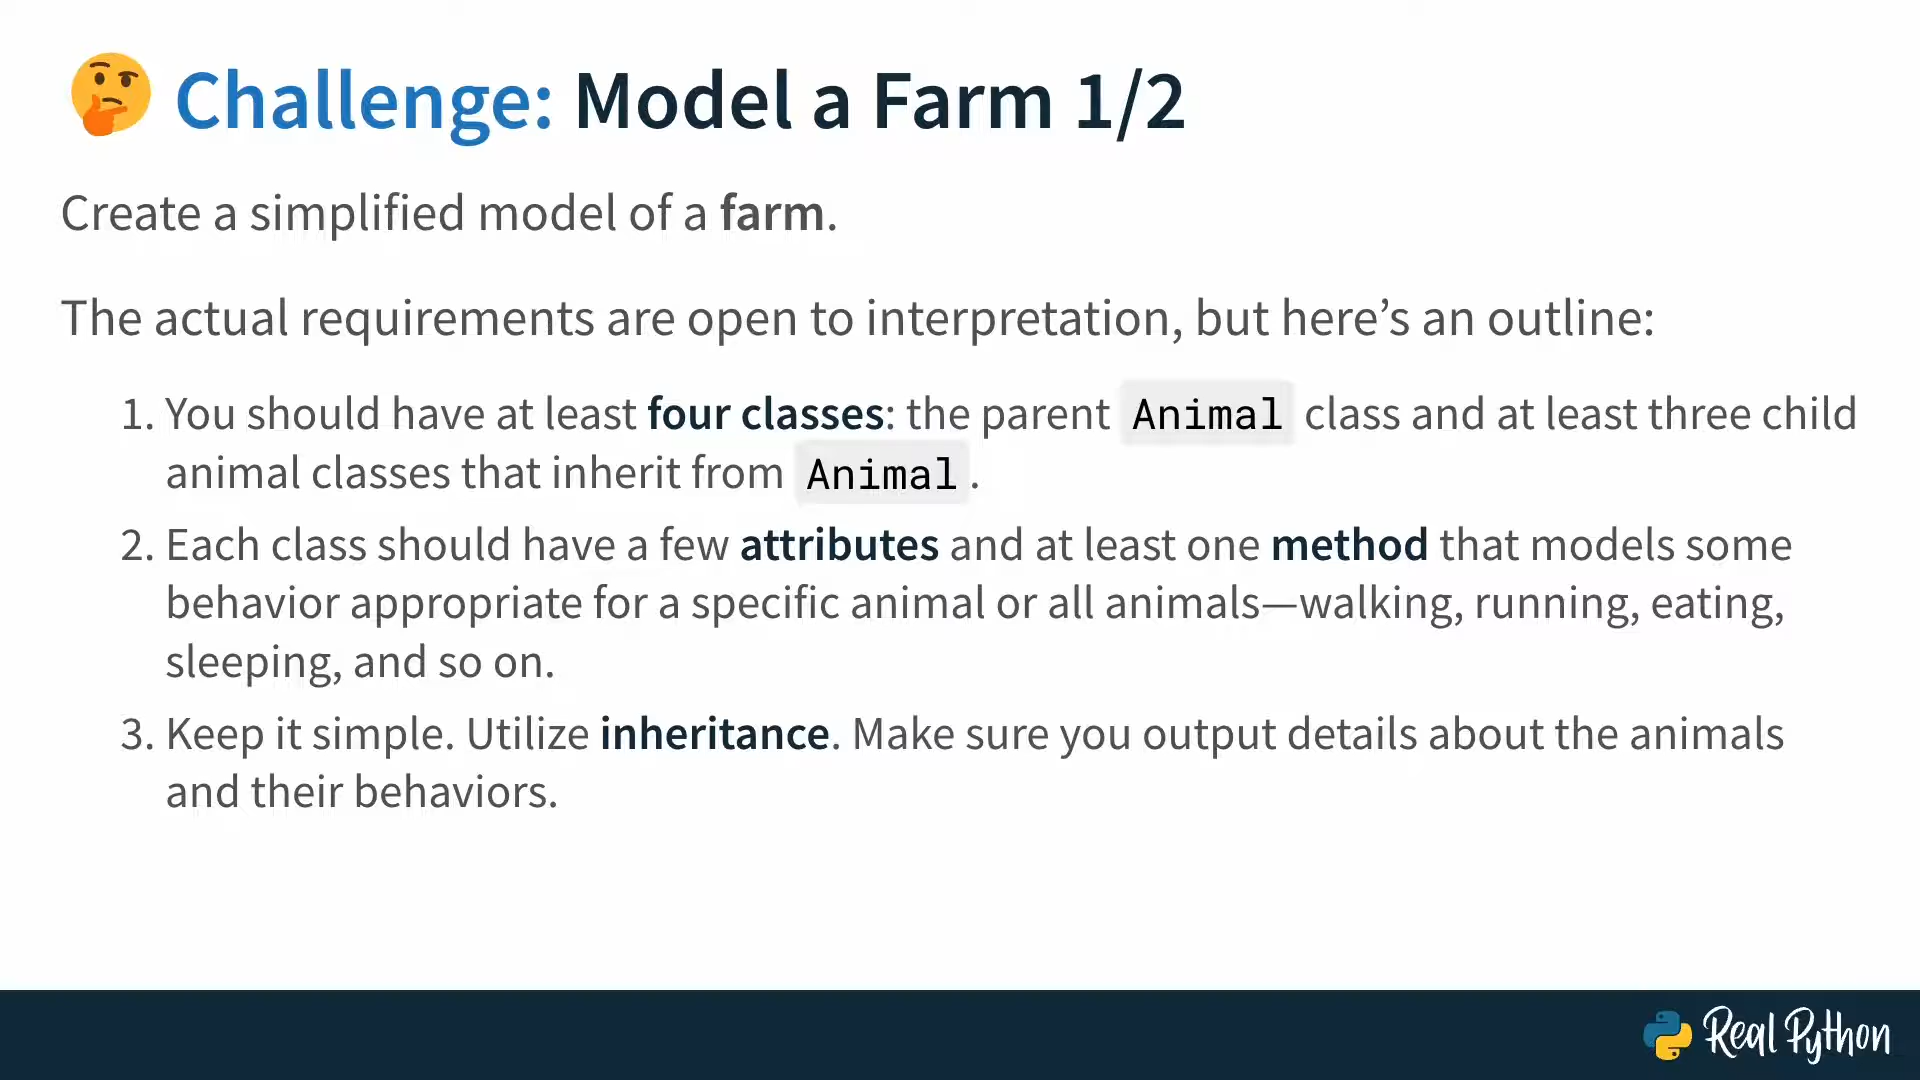 Challenge: Model a Farm 1/2
Create a simplified model of a farm.
The actual requirements are open to interpretation, but here’s an outline:
1. You should have at least four classes: the parent Animal class and at least three child
animal classes that inherit from Animal.
2. Each class should have a few attributes and at least one method that models some
behavior appropriate for a specific animal or all animals—walking, running, eating,
sleeping, and so on.
3. Keep it simple. Utilize inheritance. Make sure you output details about the animals
and their behaviors.
Real Python